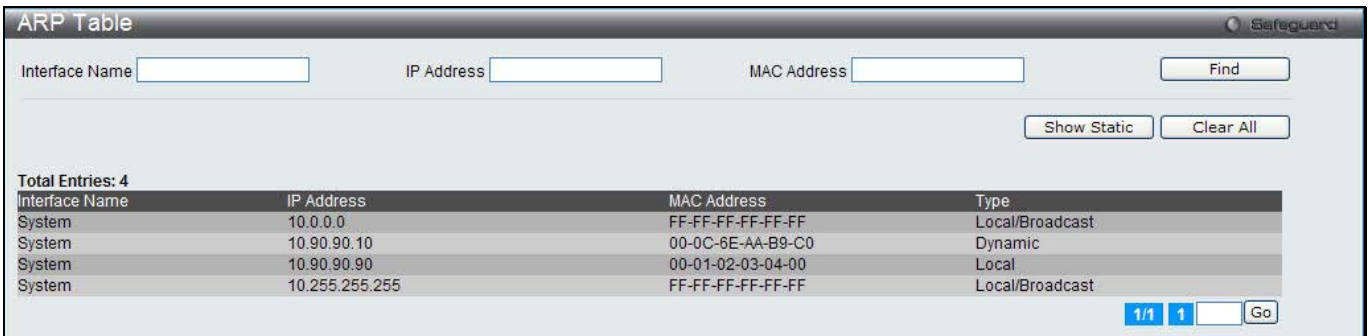 ARP Table Safeguard
Interface Name IP Address MAC Address Find
Show Static Clear All
Total Entries: 4
Interface Name IP Address MAC Address Type
System 10.0.0.0 FF-FF-FF-FF-FF-FF Local/Broadcast
System 10.90.90.10 00-0C-6E-AA-B9-C0 Dynamic
System 10.90.90.90 00-01-02-03-04-00 Local
System 10.255.255.255 FF-FF-FF-FF-FF-FF Local/Broadcast
1/1 1 Go